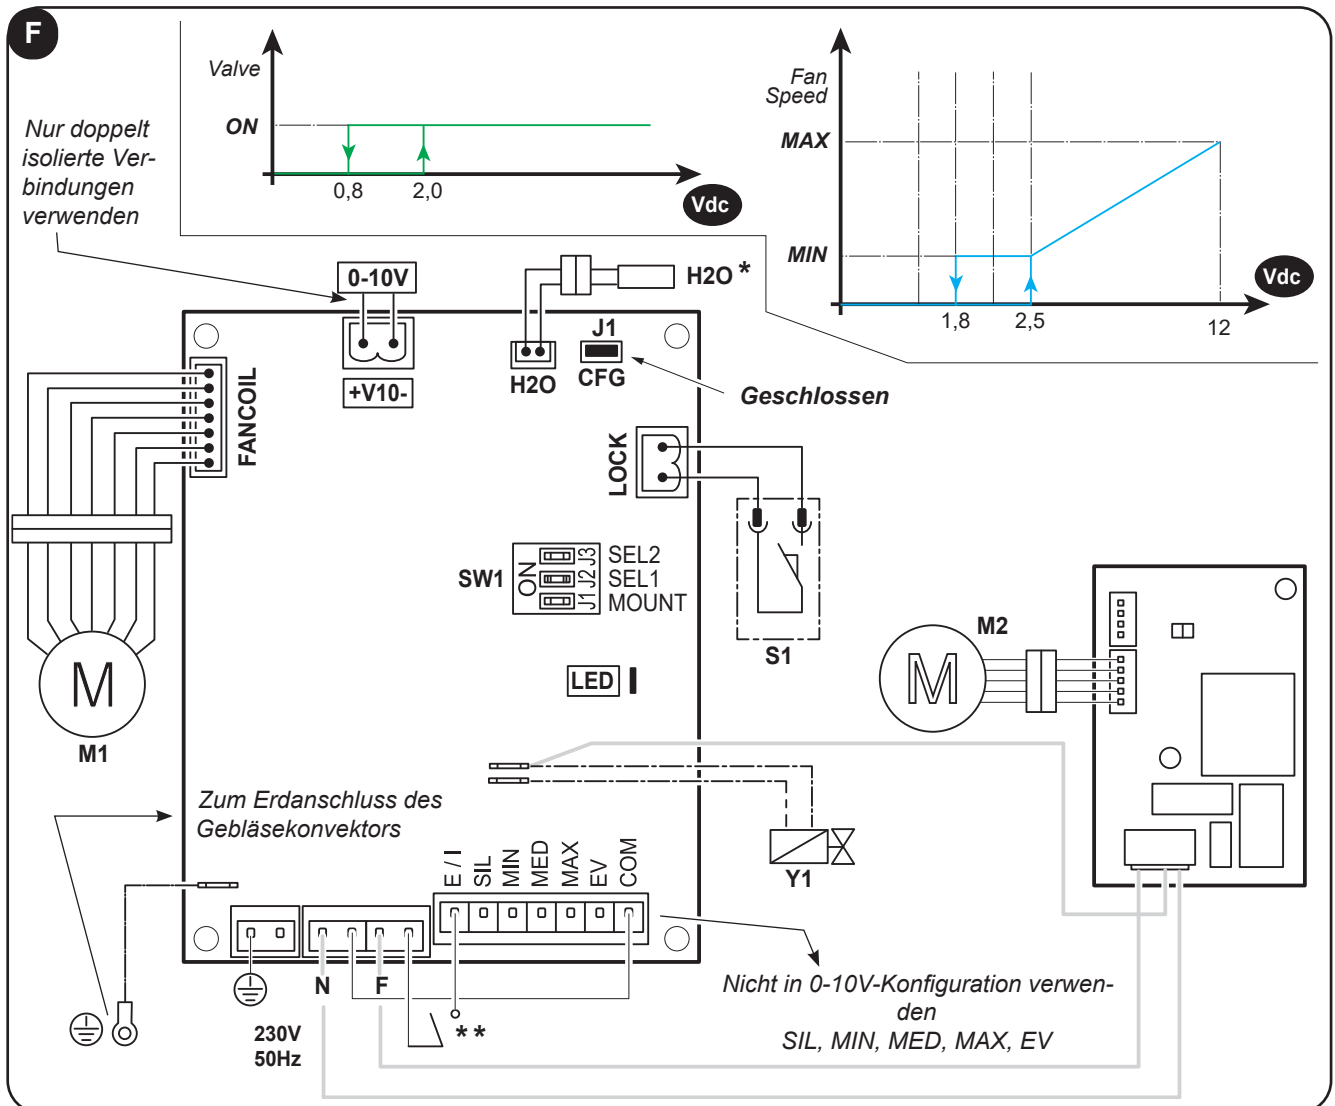 F
Valve
ON
0,8
2,0
Vdc
Fan
Speed
MAX
MIN
1,8
2,5
12
Vdc
Nur doppelt
isolierte Ver-
bindungen
verwenden
0-10V
+V10-
H2O *
H2O
J1
CFG
Geschlossen
FANCOIL
LOCK
SW1
ON
J3 SEL2
J2 SEL1
J1 MOUNT
S1
M
M1
LED
M
M2
Zum Erdanschluss des
Gebläsekonvektors
Y1
E / I
SIL
MIN
MED
MAX
EV
COM
N
F
230V
50Hz
* *
Nicht in 0-10V-Konfiguration verwen-
den
SIL, MIN, MED, MAX, EV